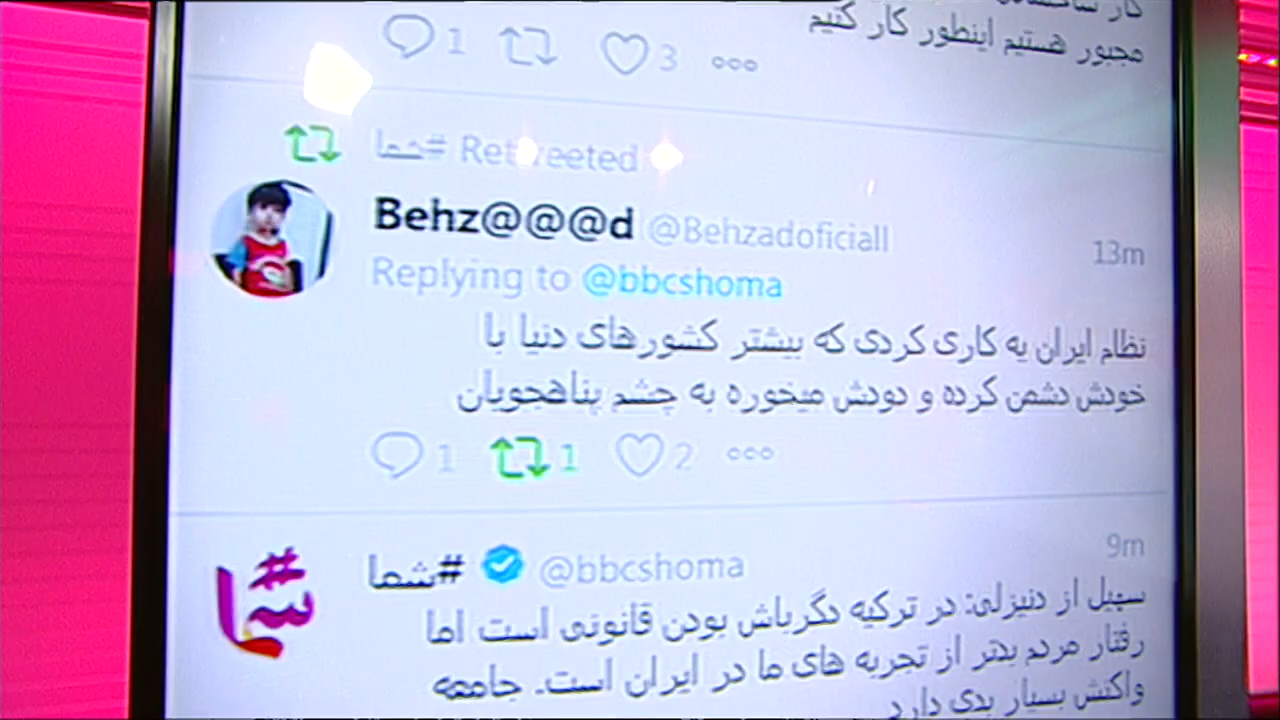 مجبور هستیم اینطور کار کنیم
1 3
#شما Retweeted
Behz@@@d @Behzadoficiall 13m
Replying to @bbcshoma
نظام ایران یه کاری کردی که بیشتر کشورهای دنیا با
خودش دشمن کرده و دودش میخوره به چشم پناهجویان
1 1 2
#شما @bbcshoma 9m
#شما
سهیل از دنیزلی: در ترکیه دگرباش بودن قانونی است اما
رفتار مردم بدتر از تجربه های ما در ایران است. جامعه
واکنش بسیار بدی دارد